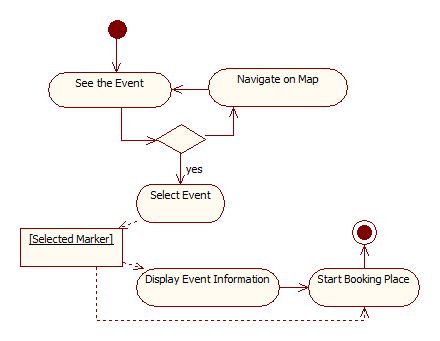 See the Event
Navigate on Map
yes
Select Event
[Selected Marker]
Display Event Information
Start Booking Place